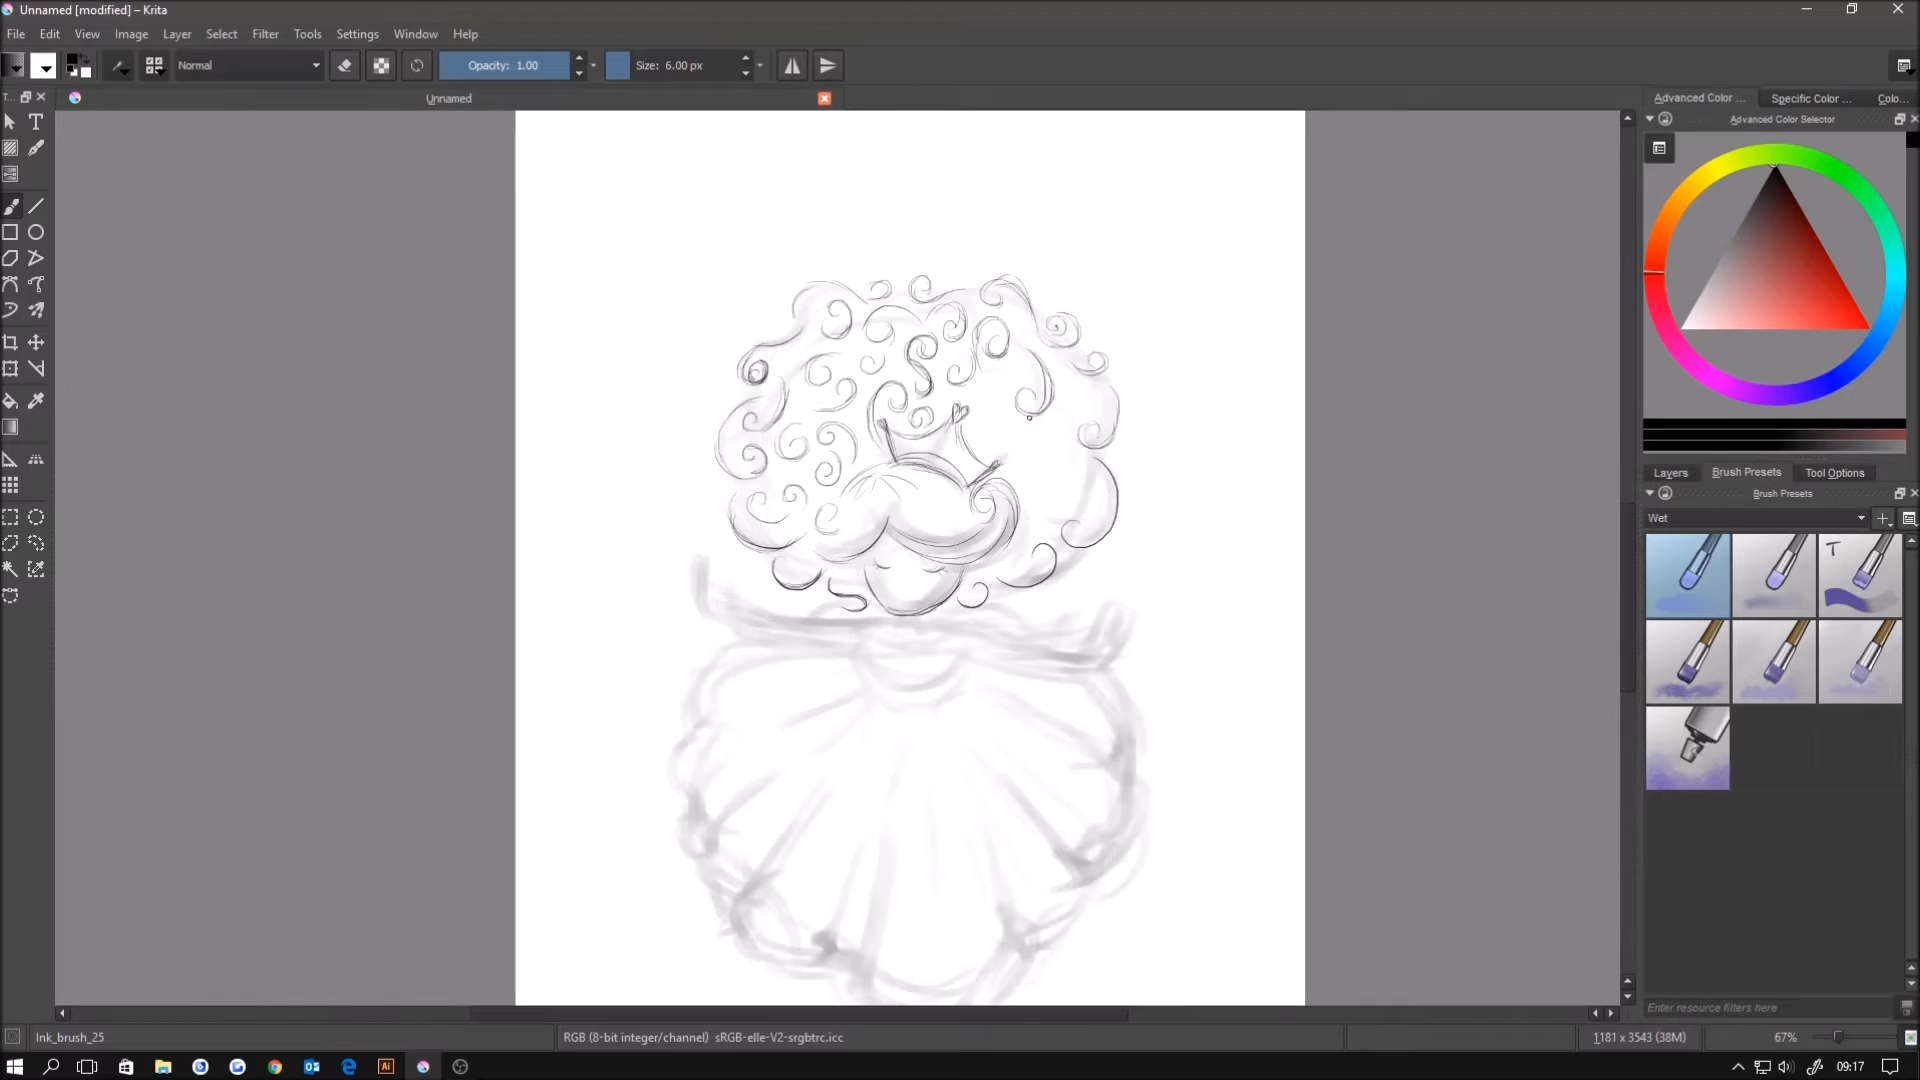 Unnamed [modified] – Krita
File Edit View Image Layer Select Filter Tools Settings Window Help
Normal Opacity: 1.00 Size: 6.00 px
T... Unnamed
Advanced Color ... Specific Color ... Colo...
Advanced Color Selector
Layers Brush Presets Tool Options
Brush Presets
Wet
T
Enter resource filters here
Ink_brush_25 RGB (8-bit integer/channel) sRGB-elle-V2-srgbtrc.icc 1181 x 3543 (38M) 67%
Ai 09:17